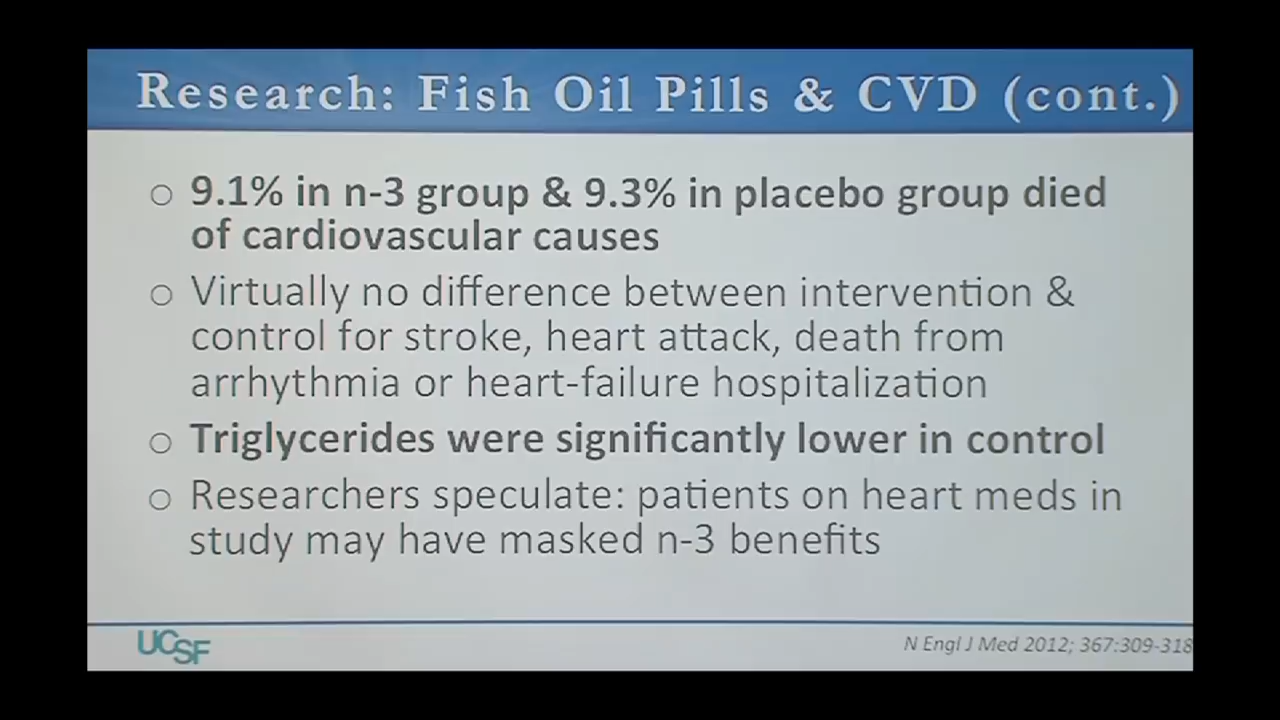 Research: Fish Oil Pills & CVD (cont.)
○ 9.1% in n-3 group & 9.3% in placebo group died
of cardiovascular causes
○ Virtually no difference between intervention &
control for stroke, heart attack, death from
arrhythmia or heart-failure hospitalization
○ Triglycerides were significantly lower in control
○ Researchers speculate: patients on heart meds in
study may have masked n-3 benefits
UCSF
N Engl J Med 2012; 367:309-318